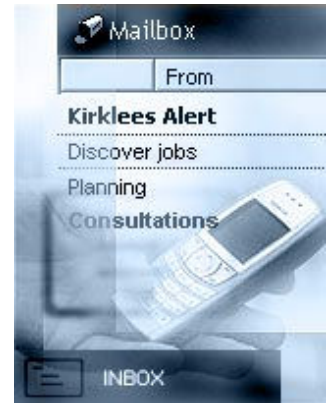 Mailbox
From
Kirklees Alert
Discover jobs
Planning
Consultations
INBOX